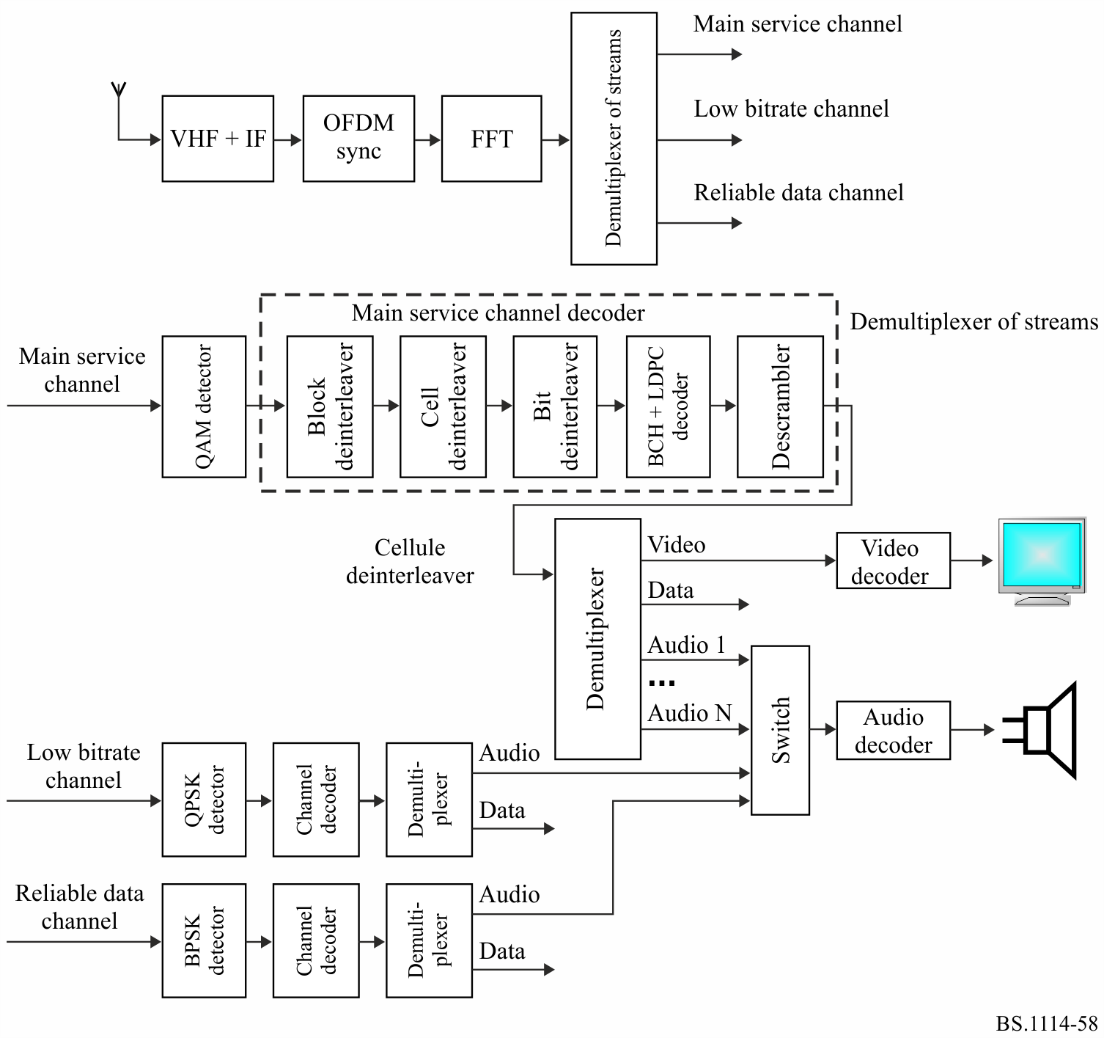 Main service channel
VHF + IF
OFDM
sync
FFT
Demultiplexer of streams
Low bitrate channel
Reliable data channel
Main service channel decoder
Demultiplexer of streams
Main service
channel
QAM detector
Block
deinterleaver
Cell
deinterleaver
Bit
deinterleaver
BCH + LDPC
decoder
Descrambler
Cellule
deinterleaver
Demultiplexer
Video
Data
Audio 1
...
Audio N
Video
decoder
Switch
Audio
decoder
Low bitrate
channel
QPSK
detector
Channel
decoder
Demulti-
plexer
Audio
Data
Reliable data
channel
BPSK
detector
Channel
decoder
Demulti-
plexer
Audio
Data
BS.1114-58